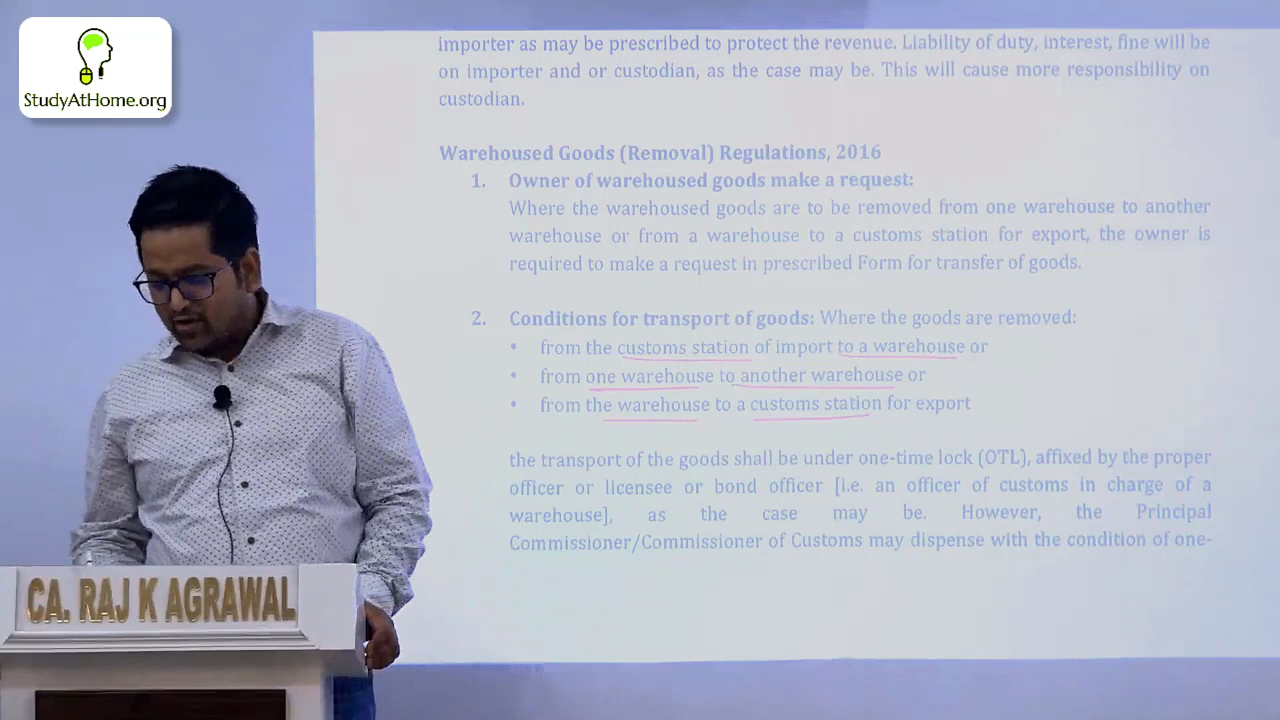 StudyAtHome.org
importer as may be prescribed to protect the revenue. Liability of duty, interest, fine will be
on importer and or custodian, as the case may be. This will cause more responsibility on
custodian.
Warehoused Goods (Removal) Regulations, 2016
1. Owner of warehoused goods make a request:
Where the warehoused goods are to be removed from one warehouse to another
warehouse or from a warehouse to a customs station for export, the owner is
required to make a request in prescribed Form for transfer of goods.
2. Conditions for transport of goods: Where the goods are removed:
• from the customs station of import to a warehouse or
• from one warehouse to another warehouse or
• from the warehouse to a customs station for export
the transport of the goods shall be under one-time lock (OTL), affixed by the proper
officer or licensee or bond officer [i.e. an officer of customs in charge of a
warehouse], as the case may be. However, the Principal
Commissioner/Commissioner of Customs may dispense with the condition of one-
CA. RAJ K AGRAWAL